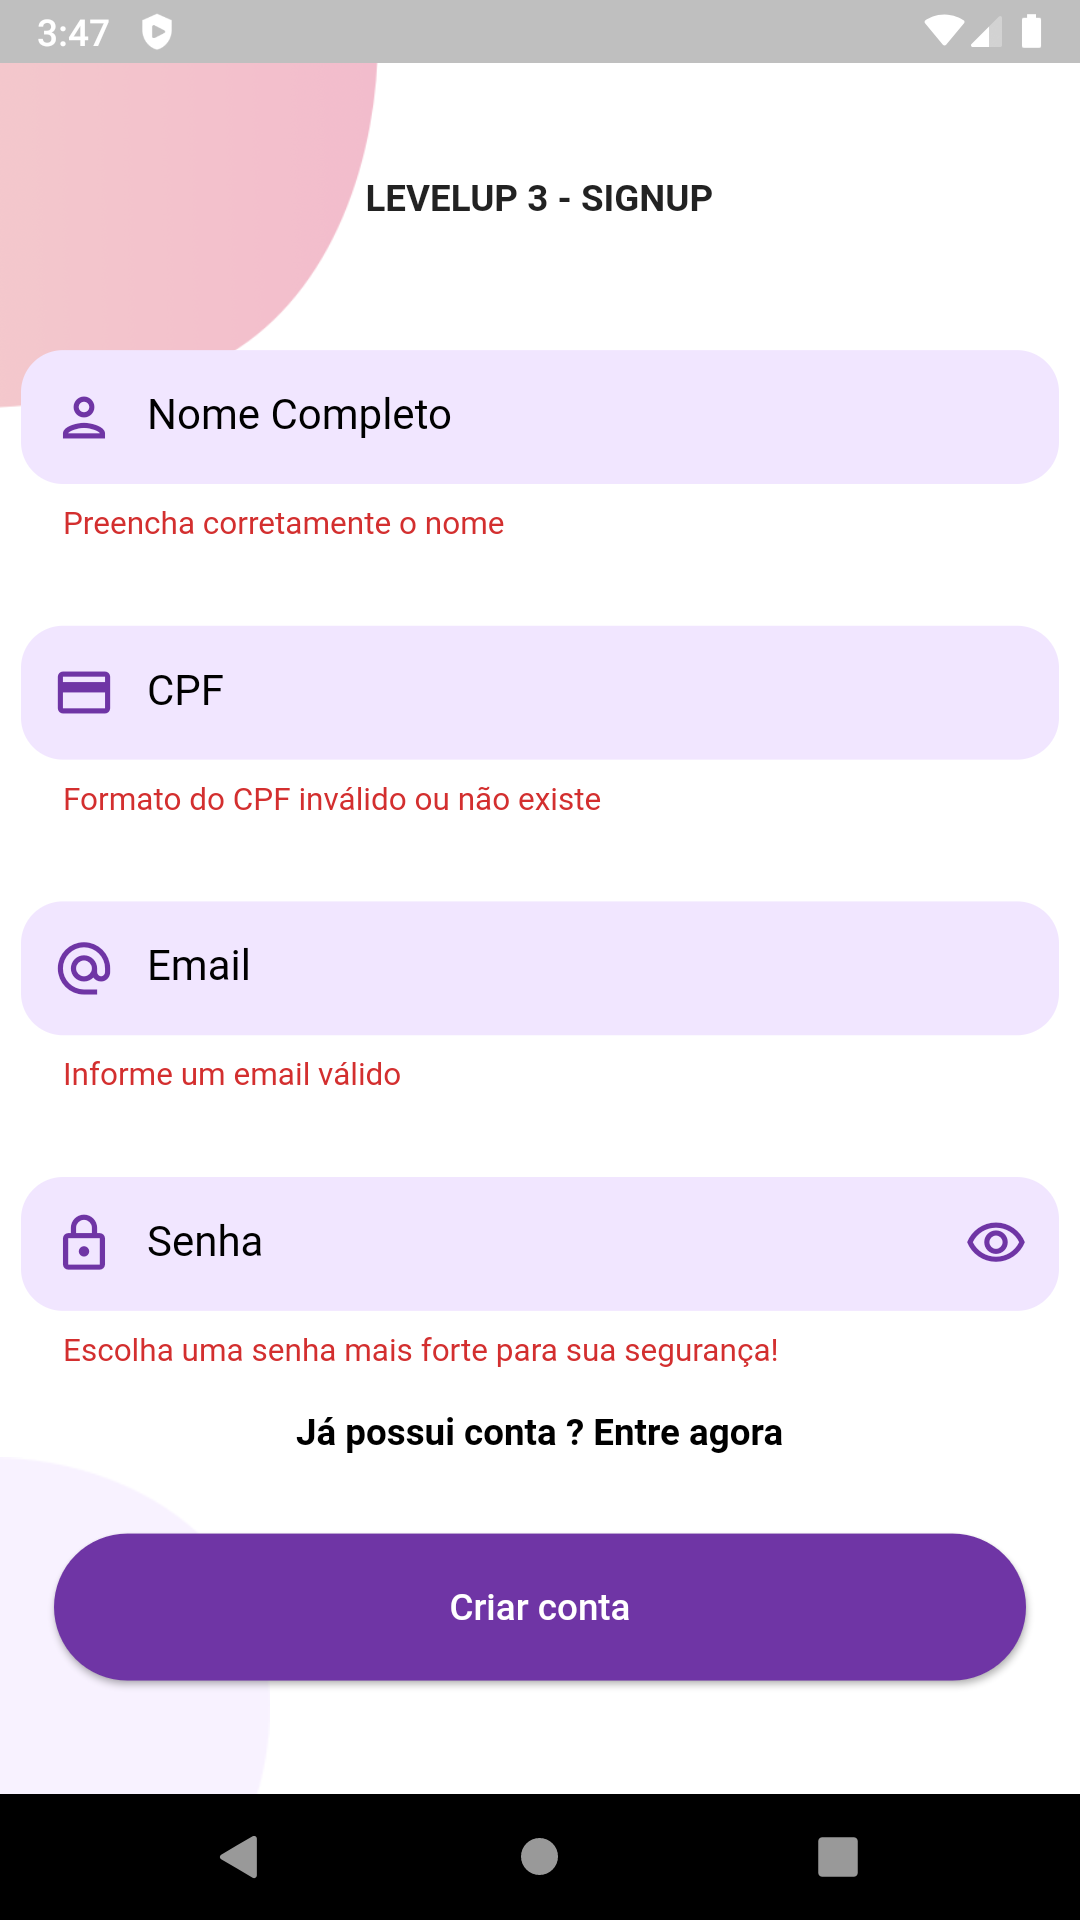 3:47
LEVELUP 3 - SIGNUP
Nome Completo
Preencha corretamente o nome
CPF
Formato do CPF inválido ou não existe
Email
Informe um email válido
Senha
Escolha uma senha mais forte para sua segurança!
Já possui conta ? Entre agora
Criar conta